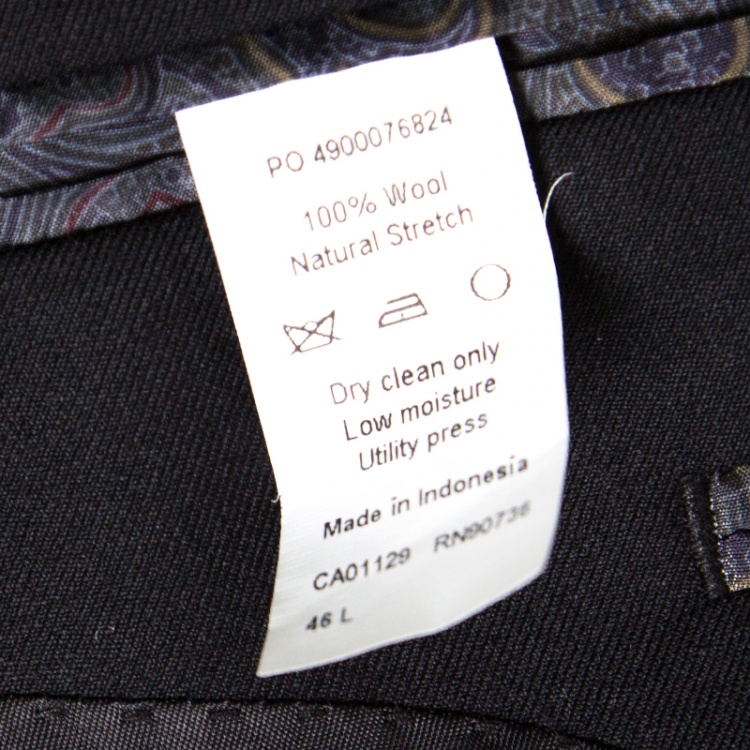 PO 4900076824
100% Wool
Natural Stretch
Dry clean only
Low moisture
Utility press
Made in Indonesia
CA01129 RN90736
46 L